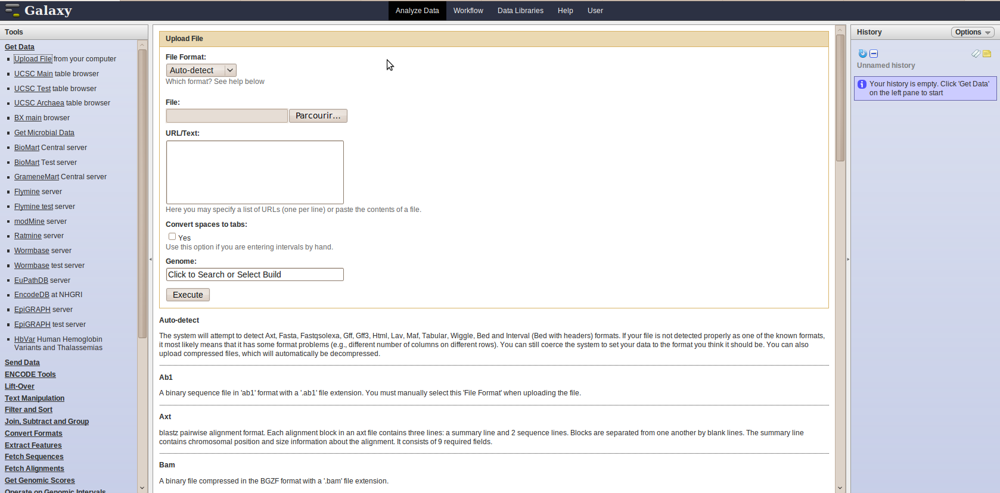 Galaxy
Analyze Data
Workflow
Data Libraries
Help
User
Tools
Get Data
Upload File from your computer
UCSC Main table browser
UCSC Test table browser
UCSC Archaea table browser
BX main browser
Get Microbial Data
BioMart Central server
BioMart Test server
GrameneMart Central server
Flymine server
Flymine test server
modMine server
Ratmine server
Wormbase server
Wormbase test server
EuPathDB server
EncodeDB at NHGRI
EpiGRAPH server
EpiGRAPH test server
HbVar Human Hemoglobin
Variants and Thalassemias
Send Data
ENCODE Tools
Lift-Over
Text Manipulation
Filter and Sort
Join, Subtract and Group
Convert Formats
Extract Features
Fetch Sequences
Fetch Alignments
Get Genomic Scores
Operate on Genomic Intervals
Upload File
File Format:
Auto-detect
Which format? See help below
File:
Parcourir...
URL/Text:
Here you may specify a list of URLs (one per line) or paste the contents of a file.
Convert spaces to tabs:
Yes
Use this option if you are entering intervals by hand.
Genome:
Click to Search or Select Build
Execute
Auto-detect
The system will attempt to detect Axt, Fasta, Fastqsolexa, Gff, Gff3, Html, Lav, Maf, Tabular, Wiggle, Bed and Interval (Bed with headers) formats. If your file is not detected properly as one of the known formats,
it most likely means that it has some format problems (e.g., different number of columns on different rows). You can still coerce the system to set your data to the format you think it should be. You can also
upload compressed files, which will automatically be decompressed.
Ab1
A binary sequence file in 'ab1' format with a '.ab1' file extension. You must manually select this 'File Format' when uploading the file.
Axt
blastz pairwise alignment format. Each alignment block in an axt file contains three lines: a summary line and 2 sequence lines. Blocks are separated from one another by blank lines. The summary line
contains chromosomal position and size information about the alignment. It consists of 9 required fields.
Bam
A binary file compressed in the BGZF format with a '.bam' file extension.
History
Options
Unnamed history
Your history is empty. Click 'Get Data'
on the left pane to start